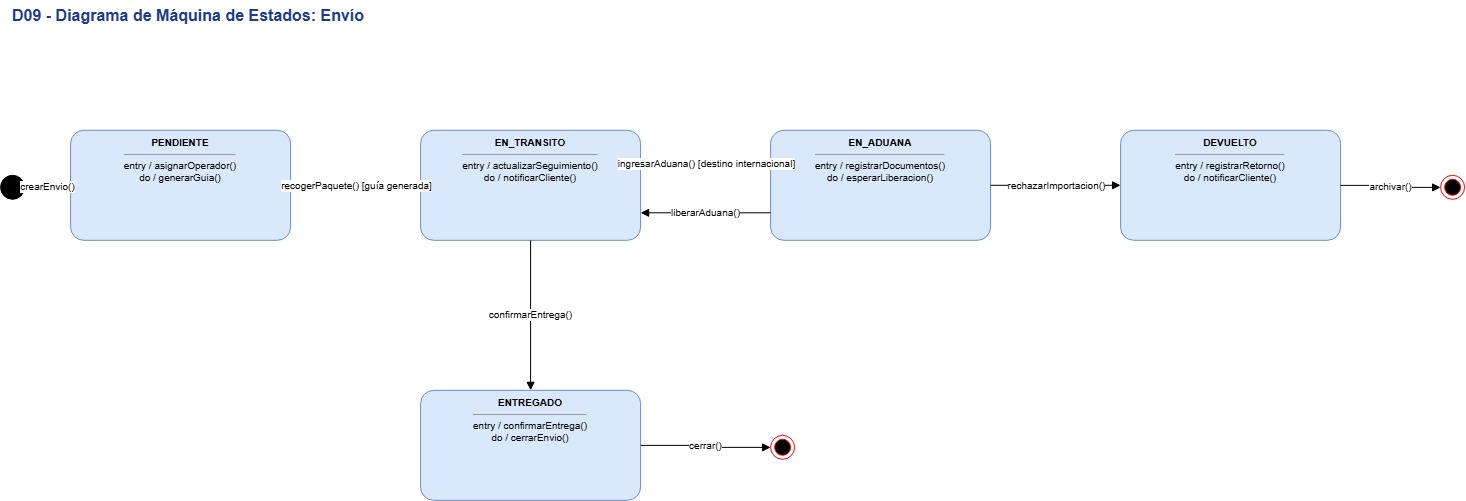 D09 - Diagrama de Máquina de Estados: Envío
crearEnvio()
PENDIENTE
entry / asignarOperador()
do / generarGuia()
recogerPaquete() [guía generada]
EN_TRANSITO
entry / actualizarSeguimiento()
do / notificarCliente()
ingresarAduana() [destino internacional]
liberarAduana()
EN_ADUANA
entry / registrarDocumentos()
do / esperarLiberacion()
rechazarImportacion()
DEVUELTO
entry / registrarRetorno()
do / notificarCliente()
archivar()
confirmarEntrega()
ENTREGADO
entry / confirmarEntrega()
do / cerrarEnvio()
cerrar()